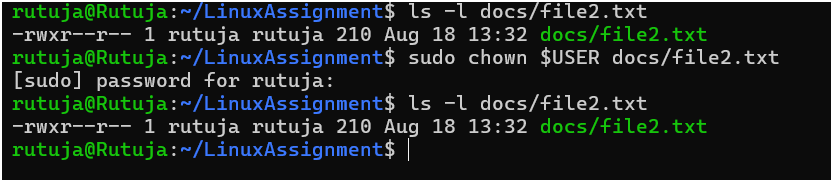 rutuja@Rutuja:~/LinuxAssignment$ ls -l docs/file2.txt
-rwxr--r-- 1 rutuja rutuja 210 Aug 18 13:32 docs/file2.txt
rutuja@Rutuja:~/LinuxAssignment$ sudo chown $USER docs/file2.txt
[sudo] password for rutuja:
rutuja@Rutuja:~/LinuxAssignment$ ls -l docs/file2.txt
-rwxr--r-- 1 rutuja rutuja 210 Aug 18 13:32 docs/file2.txt
rutuja@Rutuja:~/LinuxAssignment$